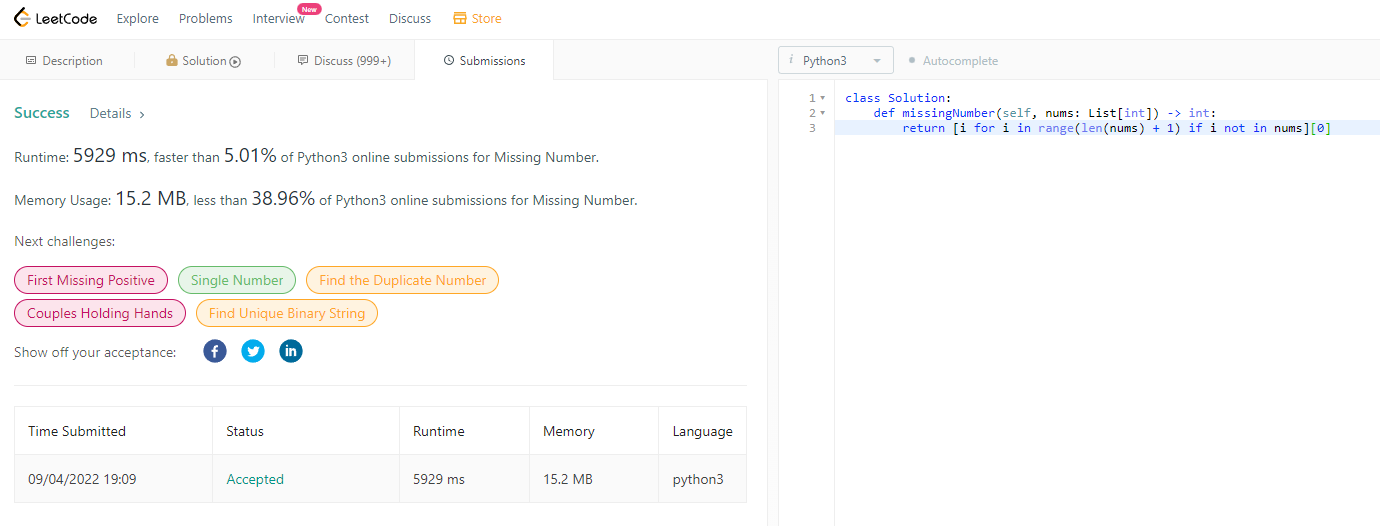 LeetCode Explore Problems Interview New Contest Discuss Store
Description Solution Discuss (999+) Submissions
Success Details >
Runtime: 5929 ms, faster than 5.01% of Python3 online submissions for Missing Number.
Memory Usage: 15.2 MB, less than 38.96% of Python3 online submissions for Missing Number.
Next challenges:
First Missing Positive Single Number Find the Duplicate Number
Couples Holding Hands Find Unique Binary String
Show off your acceptance:
Time Submitted Status Runtime Memory Language
09/04/2022 19:09 Accepted 5929 ms 15.2 MB python3
i Python3 Autocomplete
1 class Solution:
2 def missingNumber(self, nums: List[int]) -> int:
3 return [i for i in range(len(nums) + 1) if i not in nums][0]